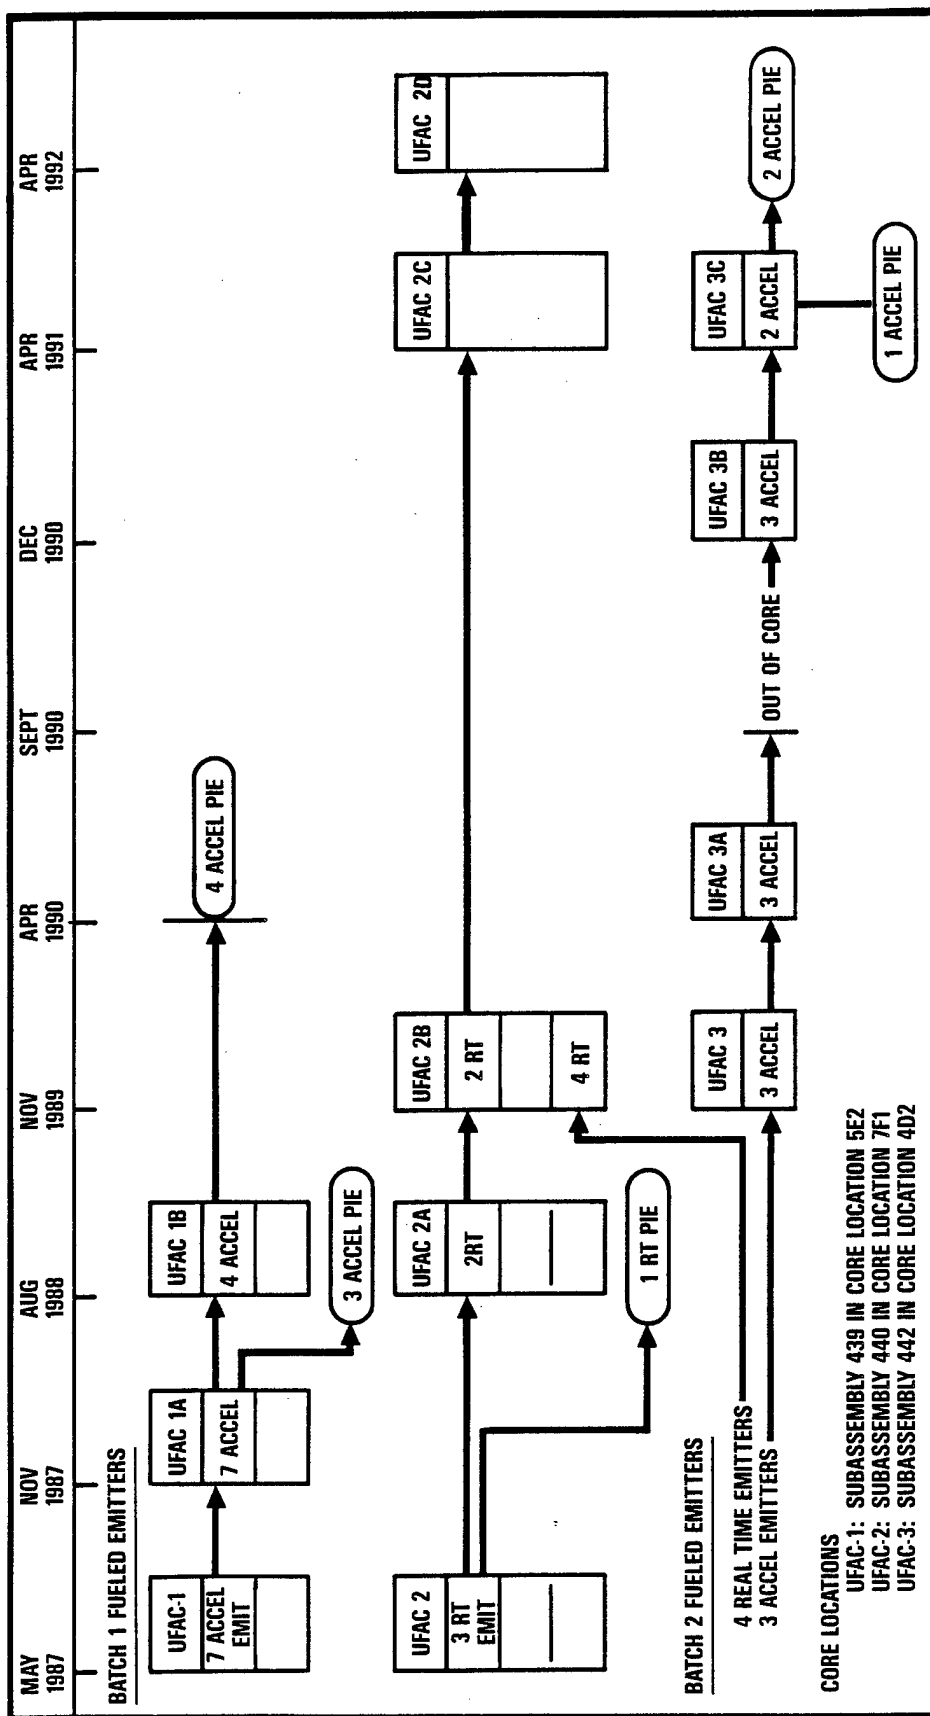 MAY 1987
NOV 1987
AUG 1988
NOV 1989
APR 1990
SEPT 1990
DEC 1990
APR 1991
APR 1992
BATCH 1 FUELED EMITTERS
UFAC-1
7 ACCEL
EMIT
UFAC 1A
7 ACCEL
UFAC 1B
4 ACCEL
4 ACCEL PIE
3 ACCEL PIE
UFAC 2
3 RT
EMIT
UFAC 2A
2RT
UFAC 2B
2 RT
4 RT
UFAC 2C
UFAC 2D
1 RT PIE
BATCH 2 FUELED EMITTERS
4 REAL TIME EMITTERS
3 ACCEL EMITTERS
UFAC 3
3 ACCEL
UFAC 3A
3 ACCEL
OUT OF CORE
UFAC 3B
3 ACCEL
UFAC 3C
2 ACCEL
2 ACCEL PIE
1 ACCEL PIE
CORE LOCATIONS
UFAC-1: SUBASSEMBLY 439 IN CORE LOCATION 5E2
UFAC-2: SUBASSEMBLY 440 IN CORE LOCATION 7F1
UFAC-3: SUBASSEMBLY 442 IN CORE LOCATION 4D2